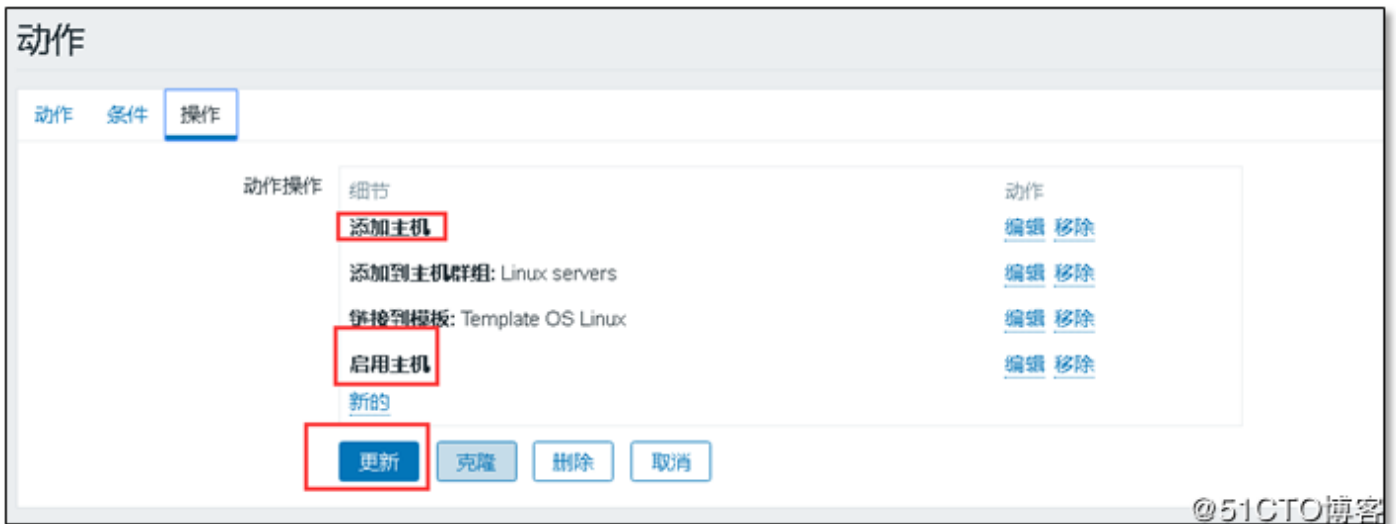 动作
动作 条件 操作
动作操作 细节 动作
添加主机 编辑 移除
添加到主机群组: Linux servers 编辑 移除
链接到模板: Template OS Linux 编辑 移除
启用主机 编辑 移除
新的
更新 克隆 删除 取消
@51CTO博客